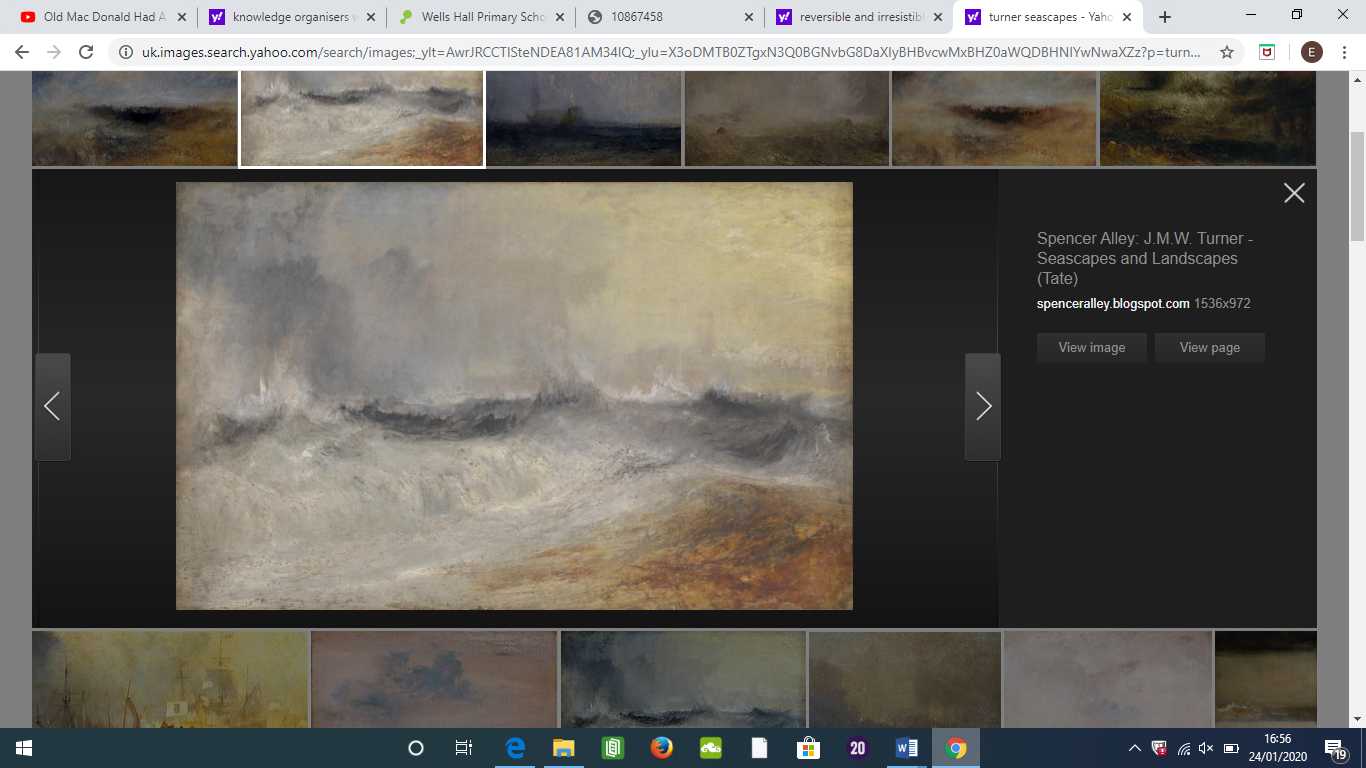 Old Mac Donald Had A
knowledge organisers w
Wells Hall Primary Scho
10867458
reversible and irresistibl
turner seascapes - Yaho
uk.images.search.yahoo.com/search/images;_ylt=AwrJRCCTISteNDEA81AM34lQ;_ylu=X3oDMTB0ZTgxN3Q0BGNvbG8DaXIyBHBvcwMxBHZ0aWQDBHNlYwNwaXZz?p=turn...
E
Spencer Alley: J.M.W. Turner -
Seascapes and Landscapes
(Tate)
spenceralley.blogspot.com 1536x972
View image
View page
20
16:56
24/01/2020
19